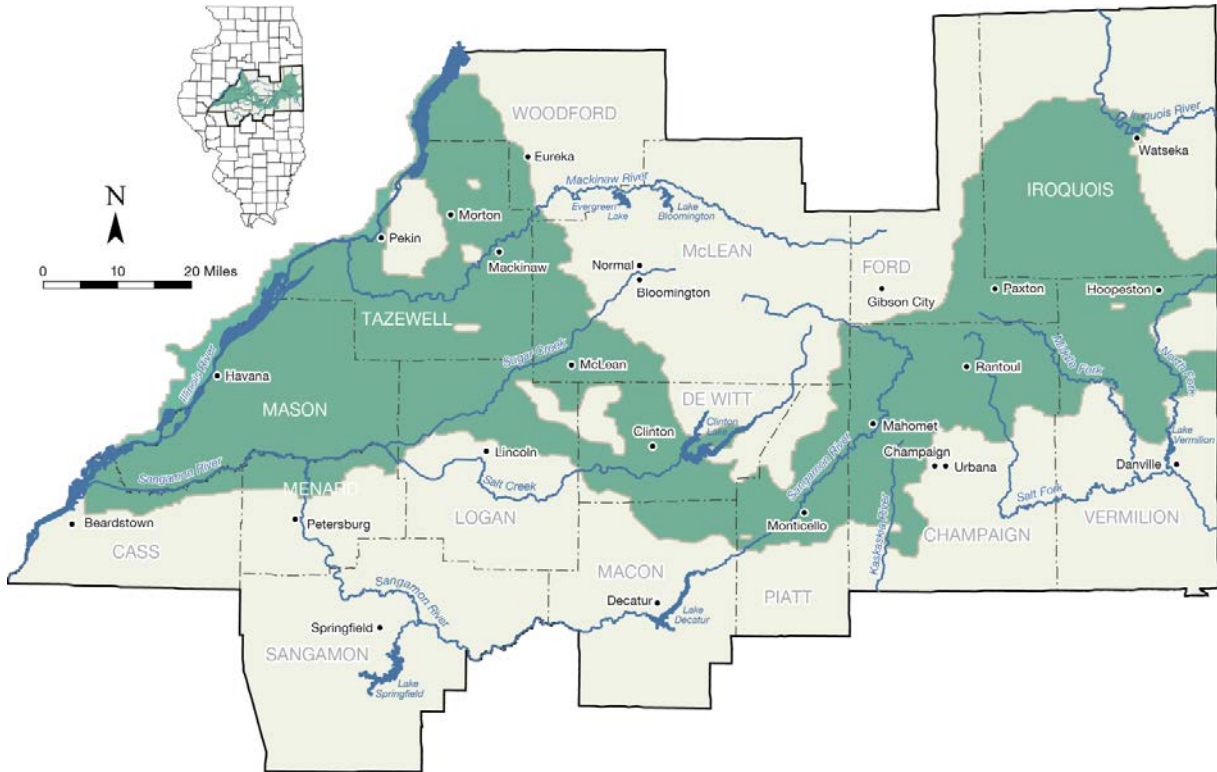 WOODFORD
Iroquois River
Watseka
Eureka
Mackinaw River
IROQUOIS
Evergreen
Lake
Lake
Bloomington
N
Morton
Pekin
Mackinaw
McLEAN
Normal
Bloomington
FORD
Gibson City
Paxton
Hoopeston
0 10 20 Miles
TAZEWELL
Illinois River
Sugar Creek
McLean
Middle Fork
North Fork
Havana
Rantoul
MASON
DE WITT
Clinton
Lake
Clinton
Mahomet
Lake
Vermilion
Sangamon River
Lincoln
Sangamon River
Champaign
Urbana
Danville
MENARD
Salt Creek
Salt Fork
Beardstown
Petersburg
LOGAN
Monticello
Kaskaskia River
CHAMPAIGN
VERMILION
CASS
MACON
PIATT
Sangamon River
Decatur
Lake
Decatur
Springfield
SANGAMON
Lake
Springfield